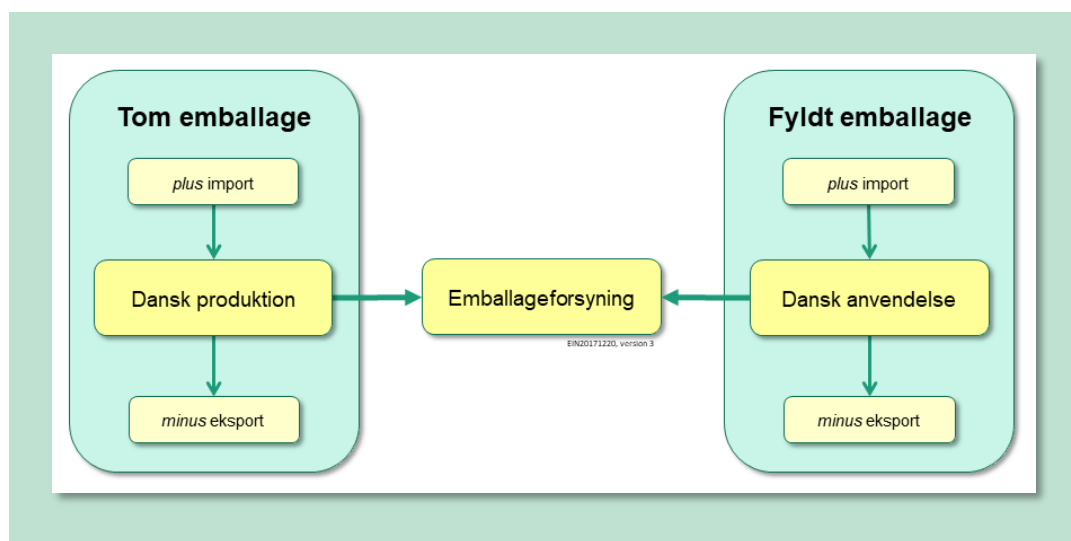 Tom emballage
plus import
Dansk produktion
minus eksport
Emballageforsyning
EIN20171220, version 3
Fyldt emballage
plus import
Dansk anvendelse
minus eksport